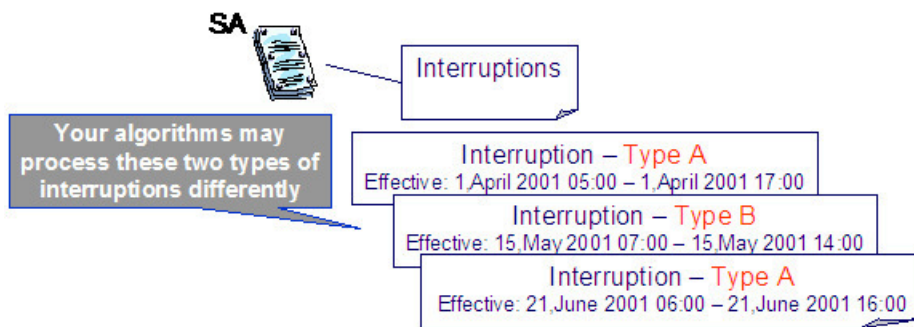 SA
Interruptions
Your algorithms may
process these two types of
interruptions differently
Interruption – Type A
Effective: 1,April 2001 05:00 – 1,April 2001 17:00
Interruption – Type B
Effective: 15,May 2001 07:00 – 15,May 2001 14:00
Interruption – Type A
Effective: 21,June 2001 06:00 – 21,June 2001 16:00